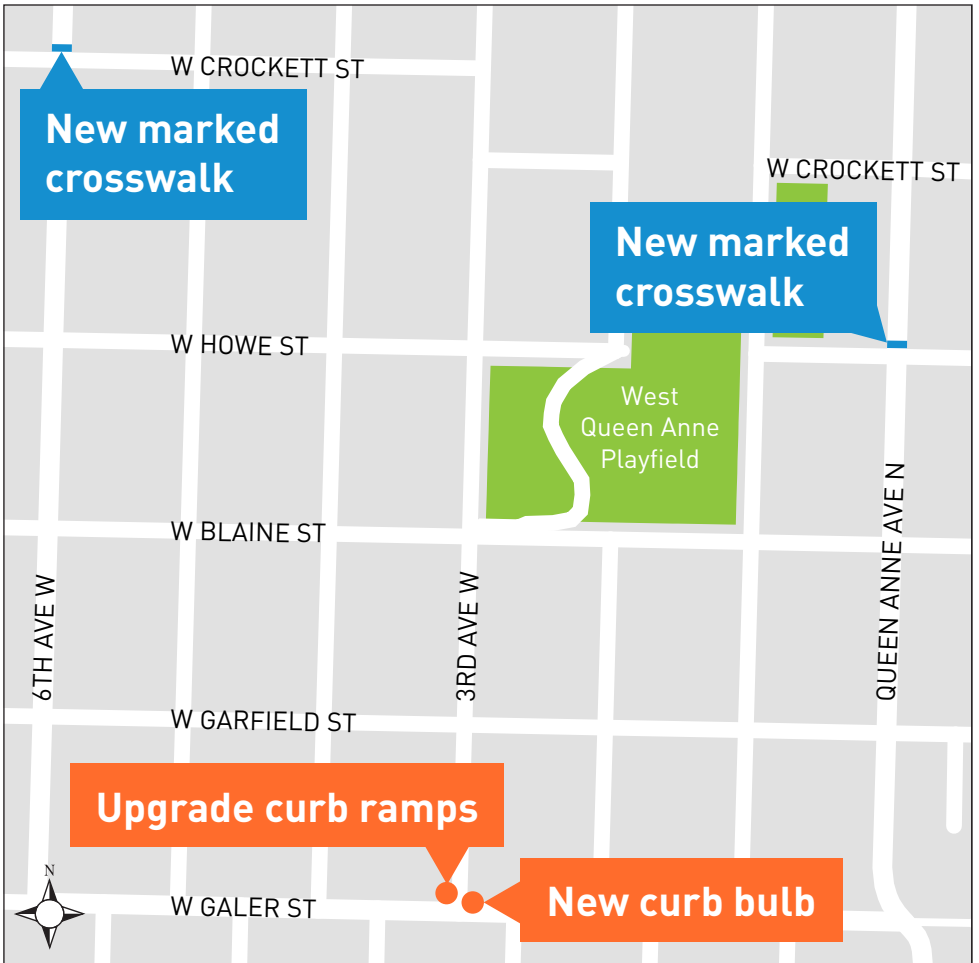 W CROCKETT ST
New marked
crosswalk
W CROCKETT ST
New marked
crosswalk
W HOWE ST
West
Queen Anne
Playfield
W BLAINE ST
6TH AVE W
3RD AVE W
QUEEN ANNE AVE N
W GARFIELD ST
Upgrade curb ramps
N
W GALER ST
New curb bulb